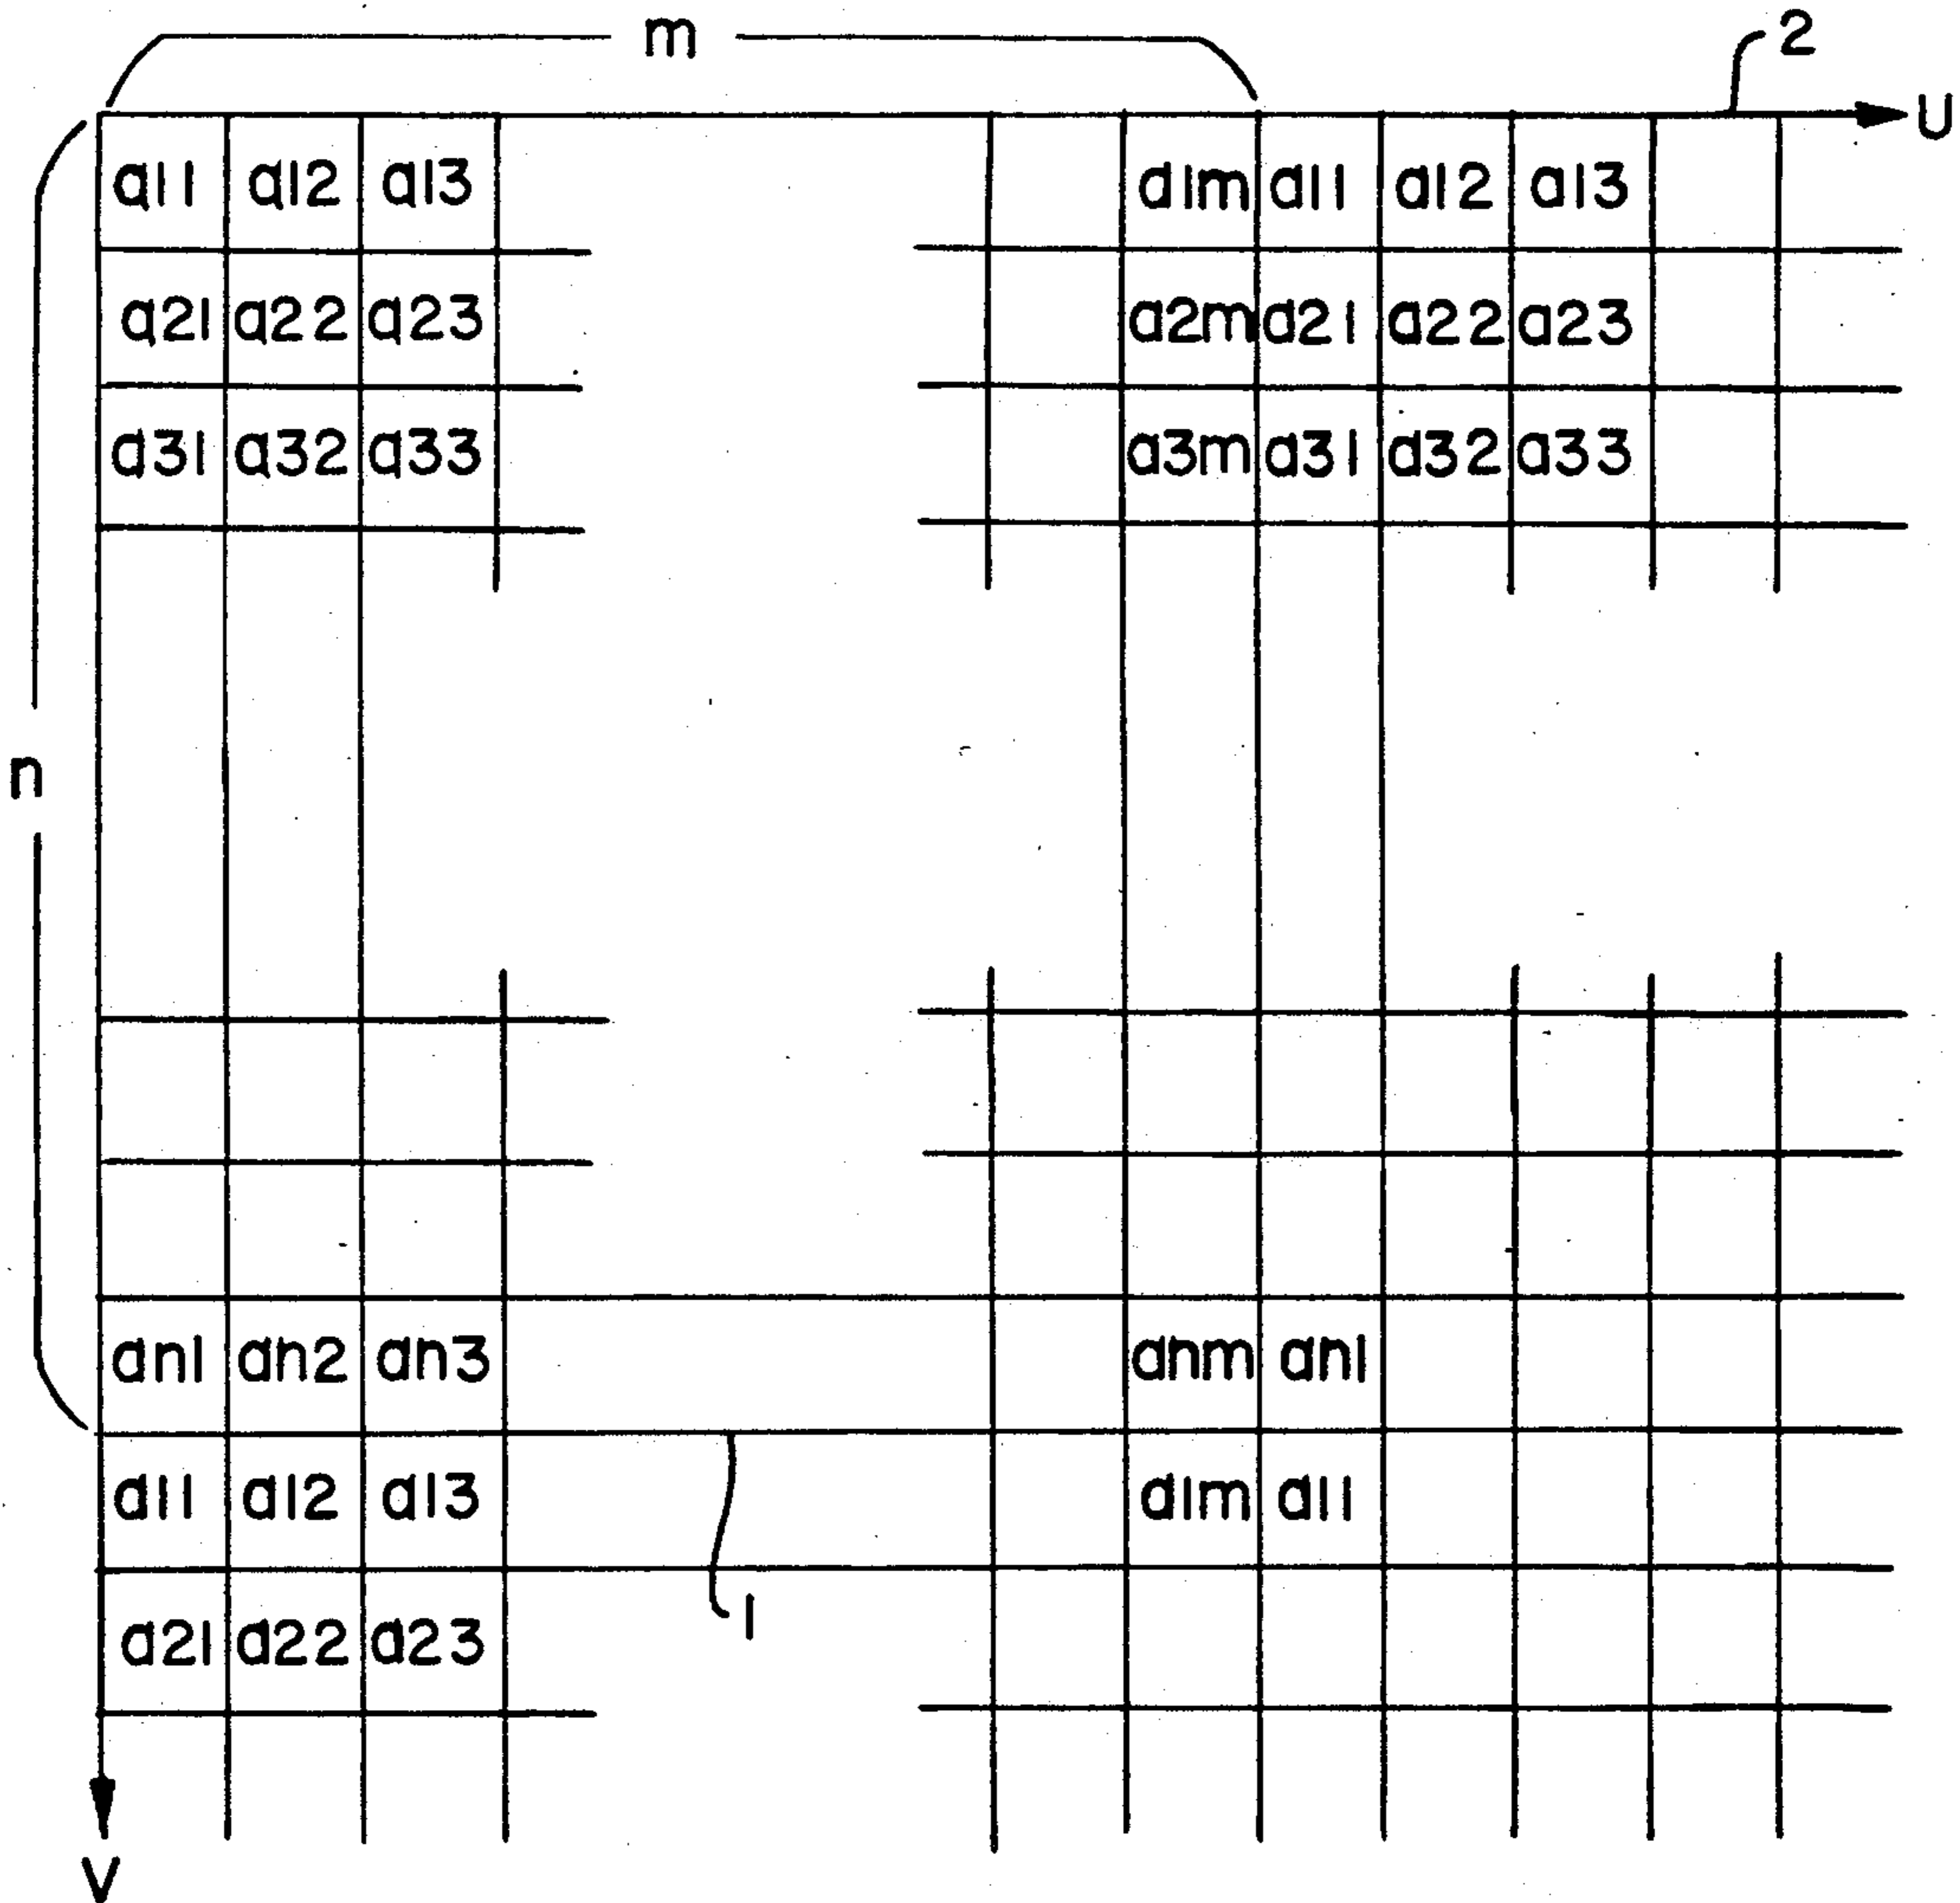 m 2
U
a11 a12 a13 a1m a11 a12 a13
a21 a22 a23 a2m a21 a22 a23
a31 a32 a33 a3m a31 a32 a33
n
an1 an2 an3 anm an1
a11 a12 a13 a1m a11
1
a21 a22 a23
V